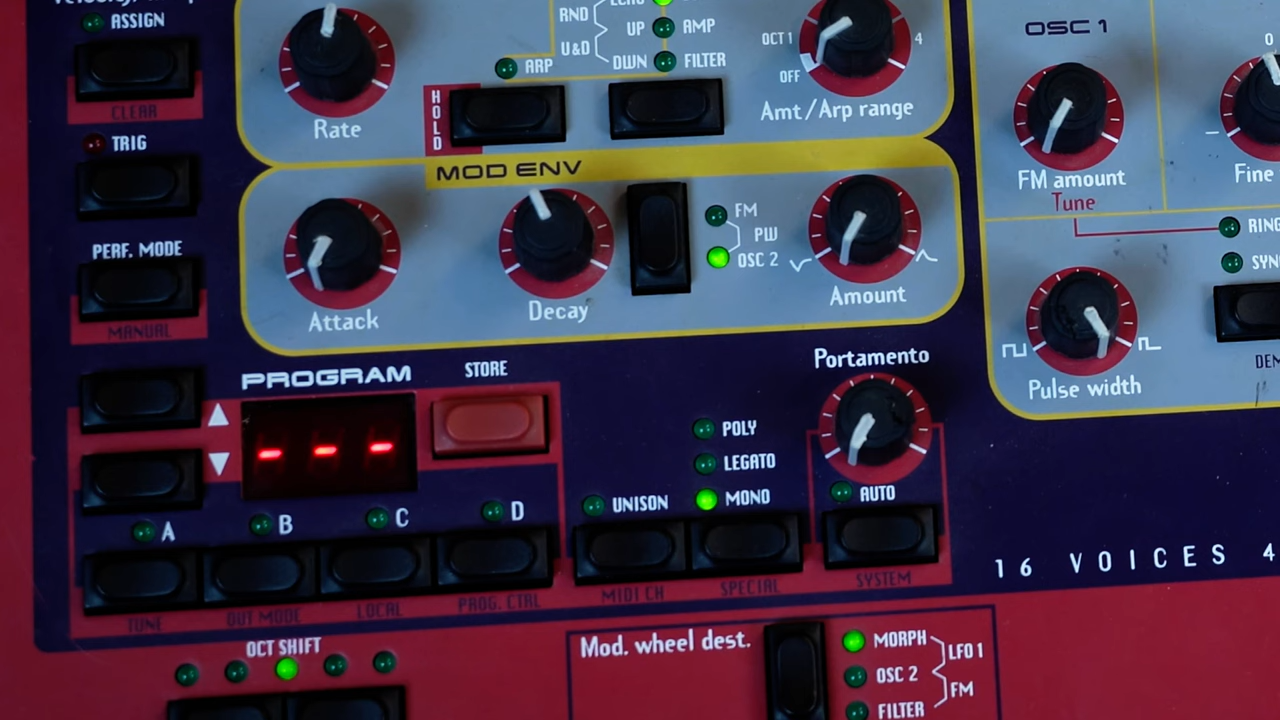 ASSIGN
CLEAR
TRIG
PERF. MODE
MANUAL
Rate
HOLD
ARP
RND
UP
U&D
DWN
AMP
FILTER
OCT 1
OFF
4
Amt/Arp range
MOD ENV
Attack
Decay
FM
PW
OSC 2
Amount
OSC 1
FM amount
Tune
0
Fine
Pulse width
PROGRAM
STORE
Portamento
POLY
LEGATO
UNISON
MONO
AUTO
- - -
A B C D
TUNE OUT MODE LOCAL PROG. CTRL MIDI CH SPECIAL SYSTEM
16 VOICES 4
OCT SHIFT
Mod. wheel dest.
MORPH
LFO 1
OSC 2
FM
FILTER